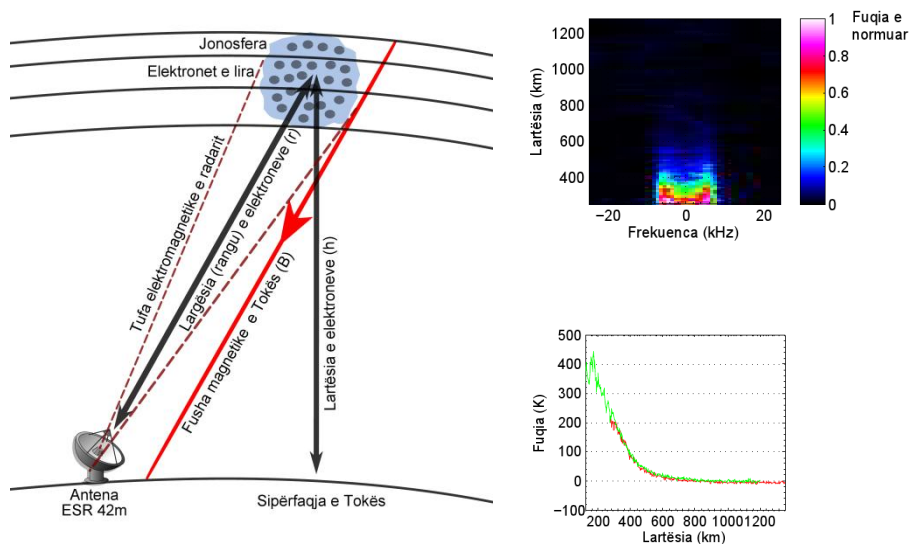 Jonosfera
Elektronet e lira
Tufa elektromagnetike e radarit
Largësia (rangu) e elektroneve (r)
Fusha magnetike e Tokës (B)
Lartësia e elektroneve (h)
Antena
ESR 42m
Sipërfaqja e Tokës
Fuqia e
normuar
1
0.8
0.6
0.4
0.2
0
Lartësia (km)
1200
1000
800
600
400
−20 0 20
Frekuenca (kHz)
Fuqia (K)
500
400
300
200
100
0
−100
200 400 600 800 1000 1200
Lartësia (km)